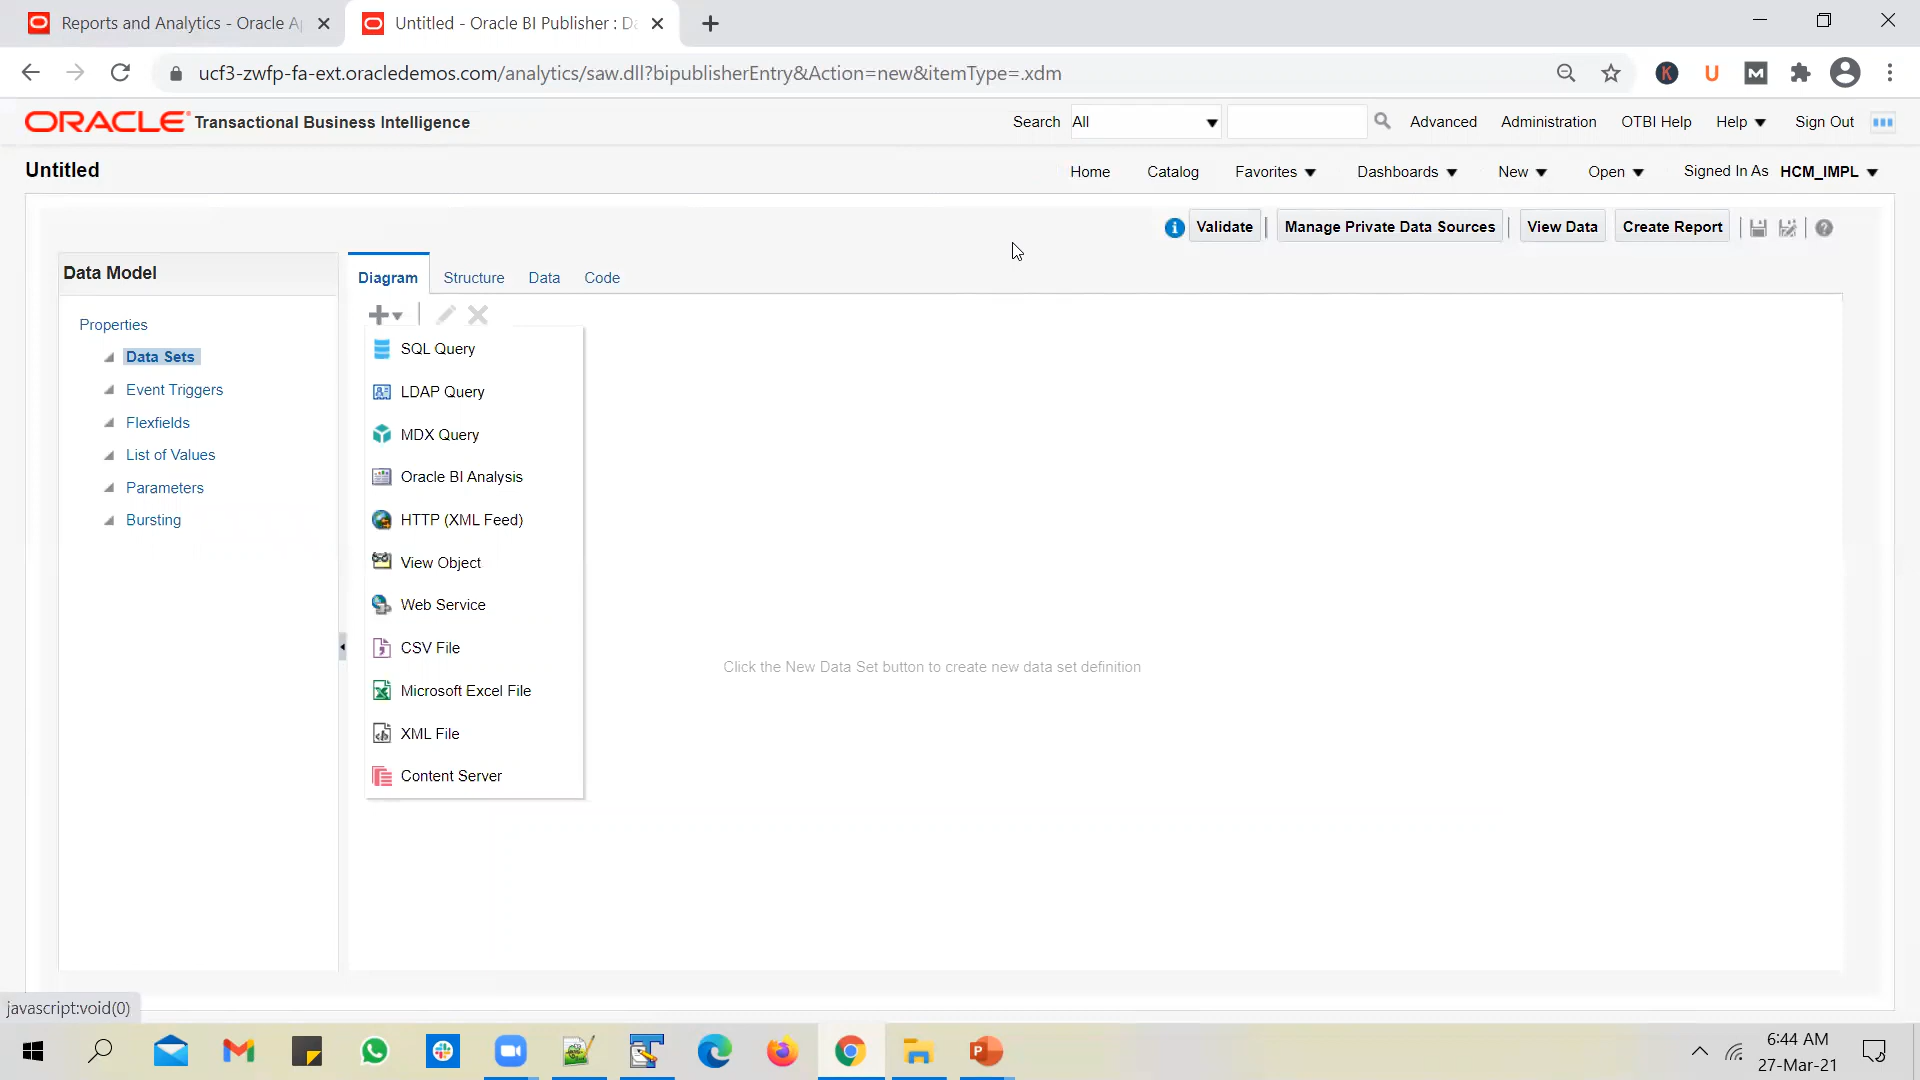 Reports and Analytics - Oracle A
Untitled - Oracle BI Publisher : Da
ucf3-zwfp-fa-ext.oracledemos.com/analytics/saw.dll?bipublisherEntry&Action=new&itemType=.xdm
ORACLE Transactional Business Intelligence
Search All Advanced Administration OTBI Help Help Sign Out
Untitled
Home Catalog Favorites Dashboards New Open Signed In As HCM_IMPL
Validate Manage Private Data Sources View Data Create Report
Data Model
Diagram Structure Data Code
Properties
Data Sets
Event Triggers
Flexfields
List of Values
Parameters
Bursting
SQL Query
LDAP Query
MDX Query
Oracle BI Analysis
HTTP (XML Feed)
View Object
Web Service
CSV File
Microsoft Excel File
XML File
Content Server
Click the New Data Set button to create new data set definition
javascript:void(0)
6:44 AM
27-Mar-21